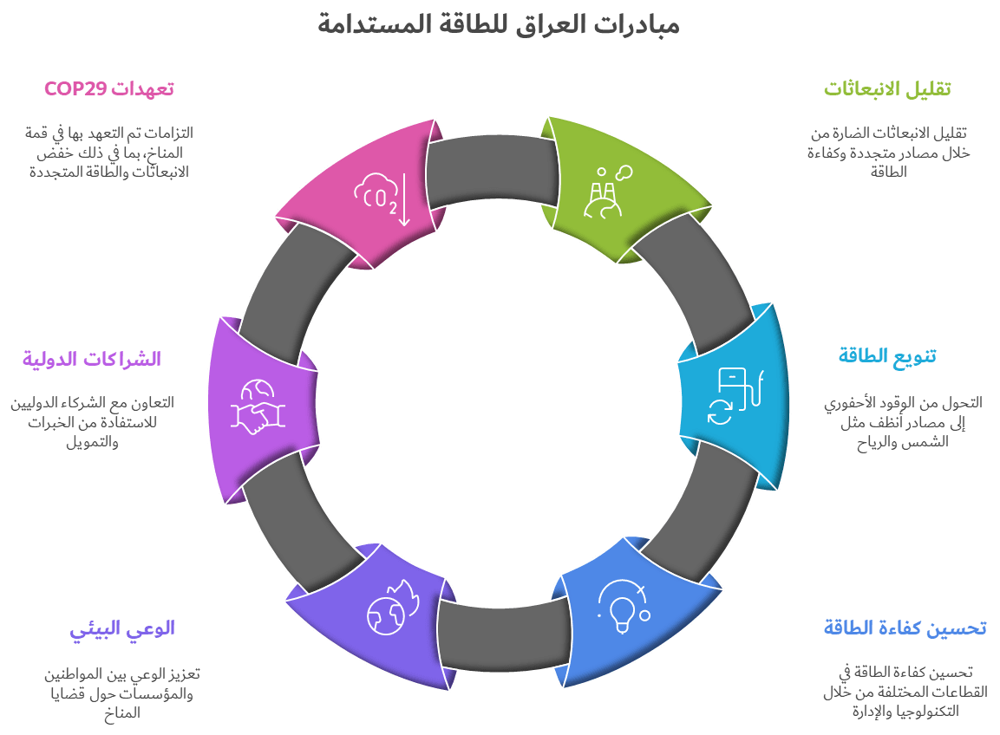 مبادرات العراق للطاقة المستدامة
تقليل الانبعاثات
تقليل الانبعاثات الضارة من
خلال مصادر متجددة وكفاءة
الطاقة
تعهدات COP29
التزامات تم التعهد بها في قمة
المناخ، بما في ذلك خفض
الانبعاثات والطاقة المتجددة
CO2
تنويع الطاقة
التحول من الوقود الأحفوري
إلى مصادر أنظف مثل
الشمس والرياح
الشراكات الدولية
التعاون مع الشركاء الدوليين
للاستفادة من الخبرات
والتمويل
تحسين كفاءة الطاقة
تحسين كفاءة الطاقة في
القطاعات المختلفة من خلال
التكنولوجيا والإدارة
الوعي البيئي
تعزيز الوعي بين المواطنين
والمؤسسات حول قضايا
المناخ